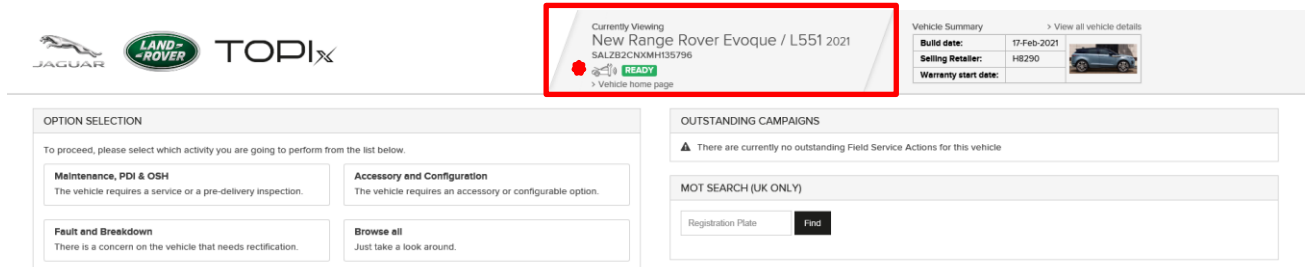 JAGUAR
LAND-
-ROVER
TOPIx
Currently Viewing
New Range Rover Evoque / L551 2021
SALZB2CNXMH135796
READY
> Vehicle home page
Vehicle Summary > View all vehicle details
Build date: 17-Feb-2021
Selling Retailer: H8290
Warranty start date:
OPTION SELECTION
To proceed, please select which activity you are going to perform from the list below.
Maintenance, PDI & OSH
The vehicle requires a service or a pre-delivery inspection.
Accessory and Configuration
The vehicle requires an accessory or configurable option.
Fault and Breakdown
There is a concern on the vehicle that needs rectification.
Browse all
Just take a look around.
OUTSTANDING CAMPAIGNS
There are currently no outstanding Field Service Actions for this vehicle
MOT SEARCH (UK ONLY)
Registration Plate
Find